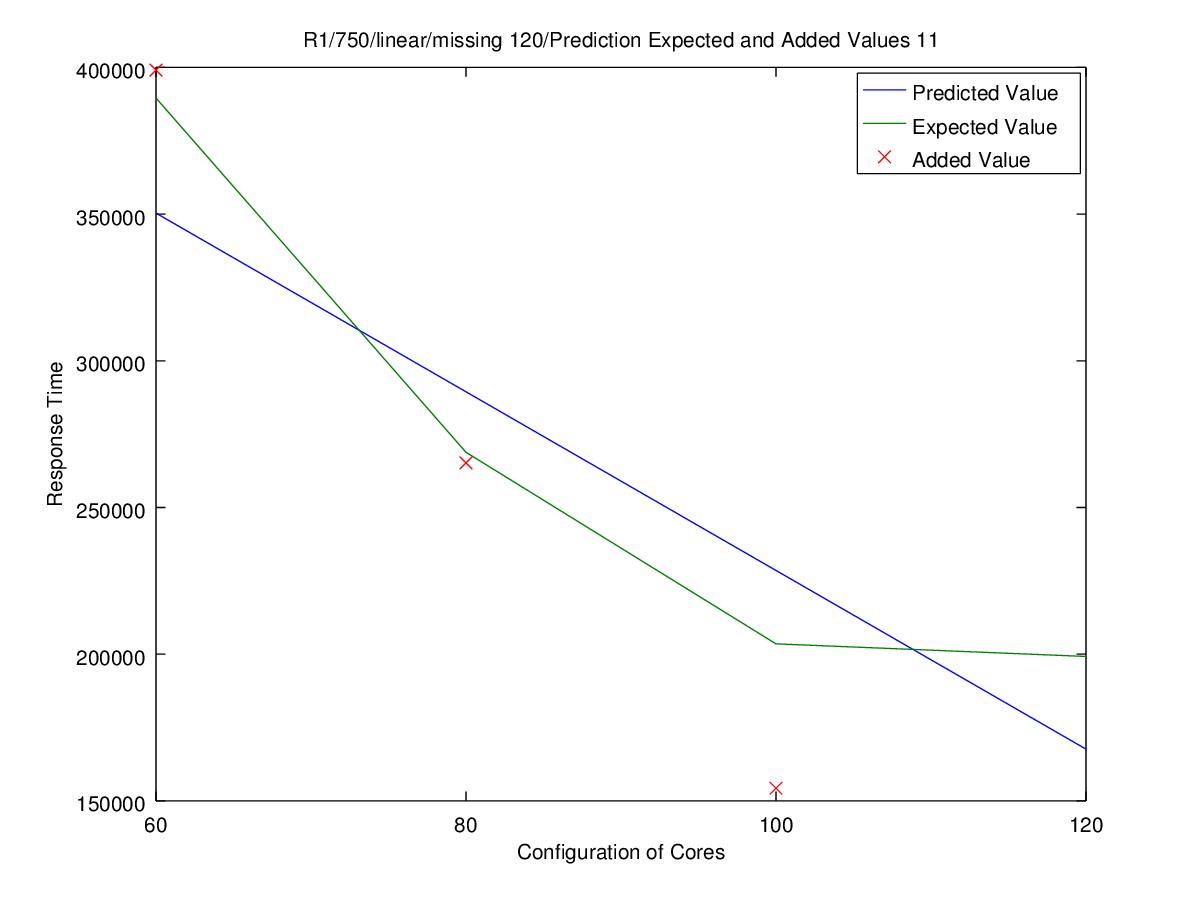 R1/750/linear/missing 120/Prediction Expected and Added Values 11
400000
350000
300000
250000
200000
150000
Response Time
Predicted Value
Expected Value
Added Value
60
80
100
120
Configuration of Cores